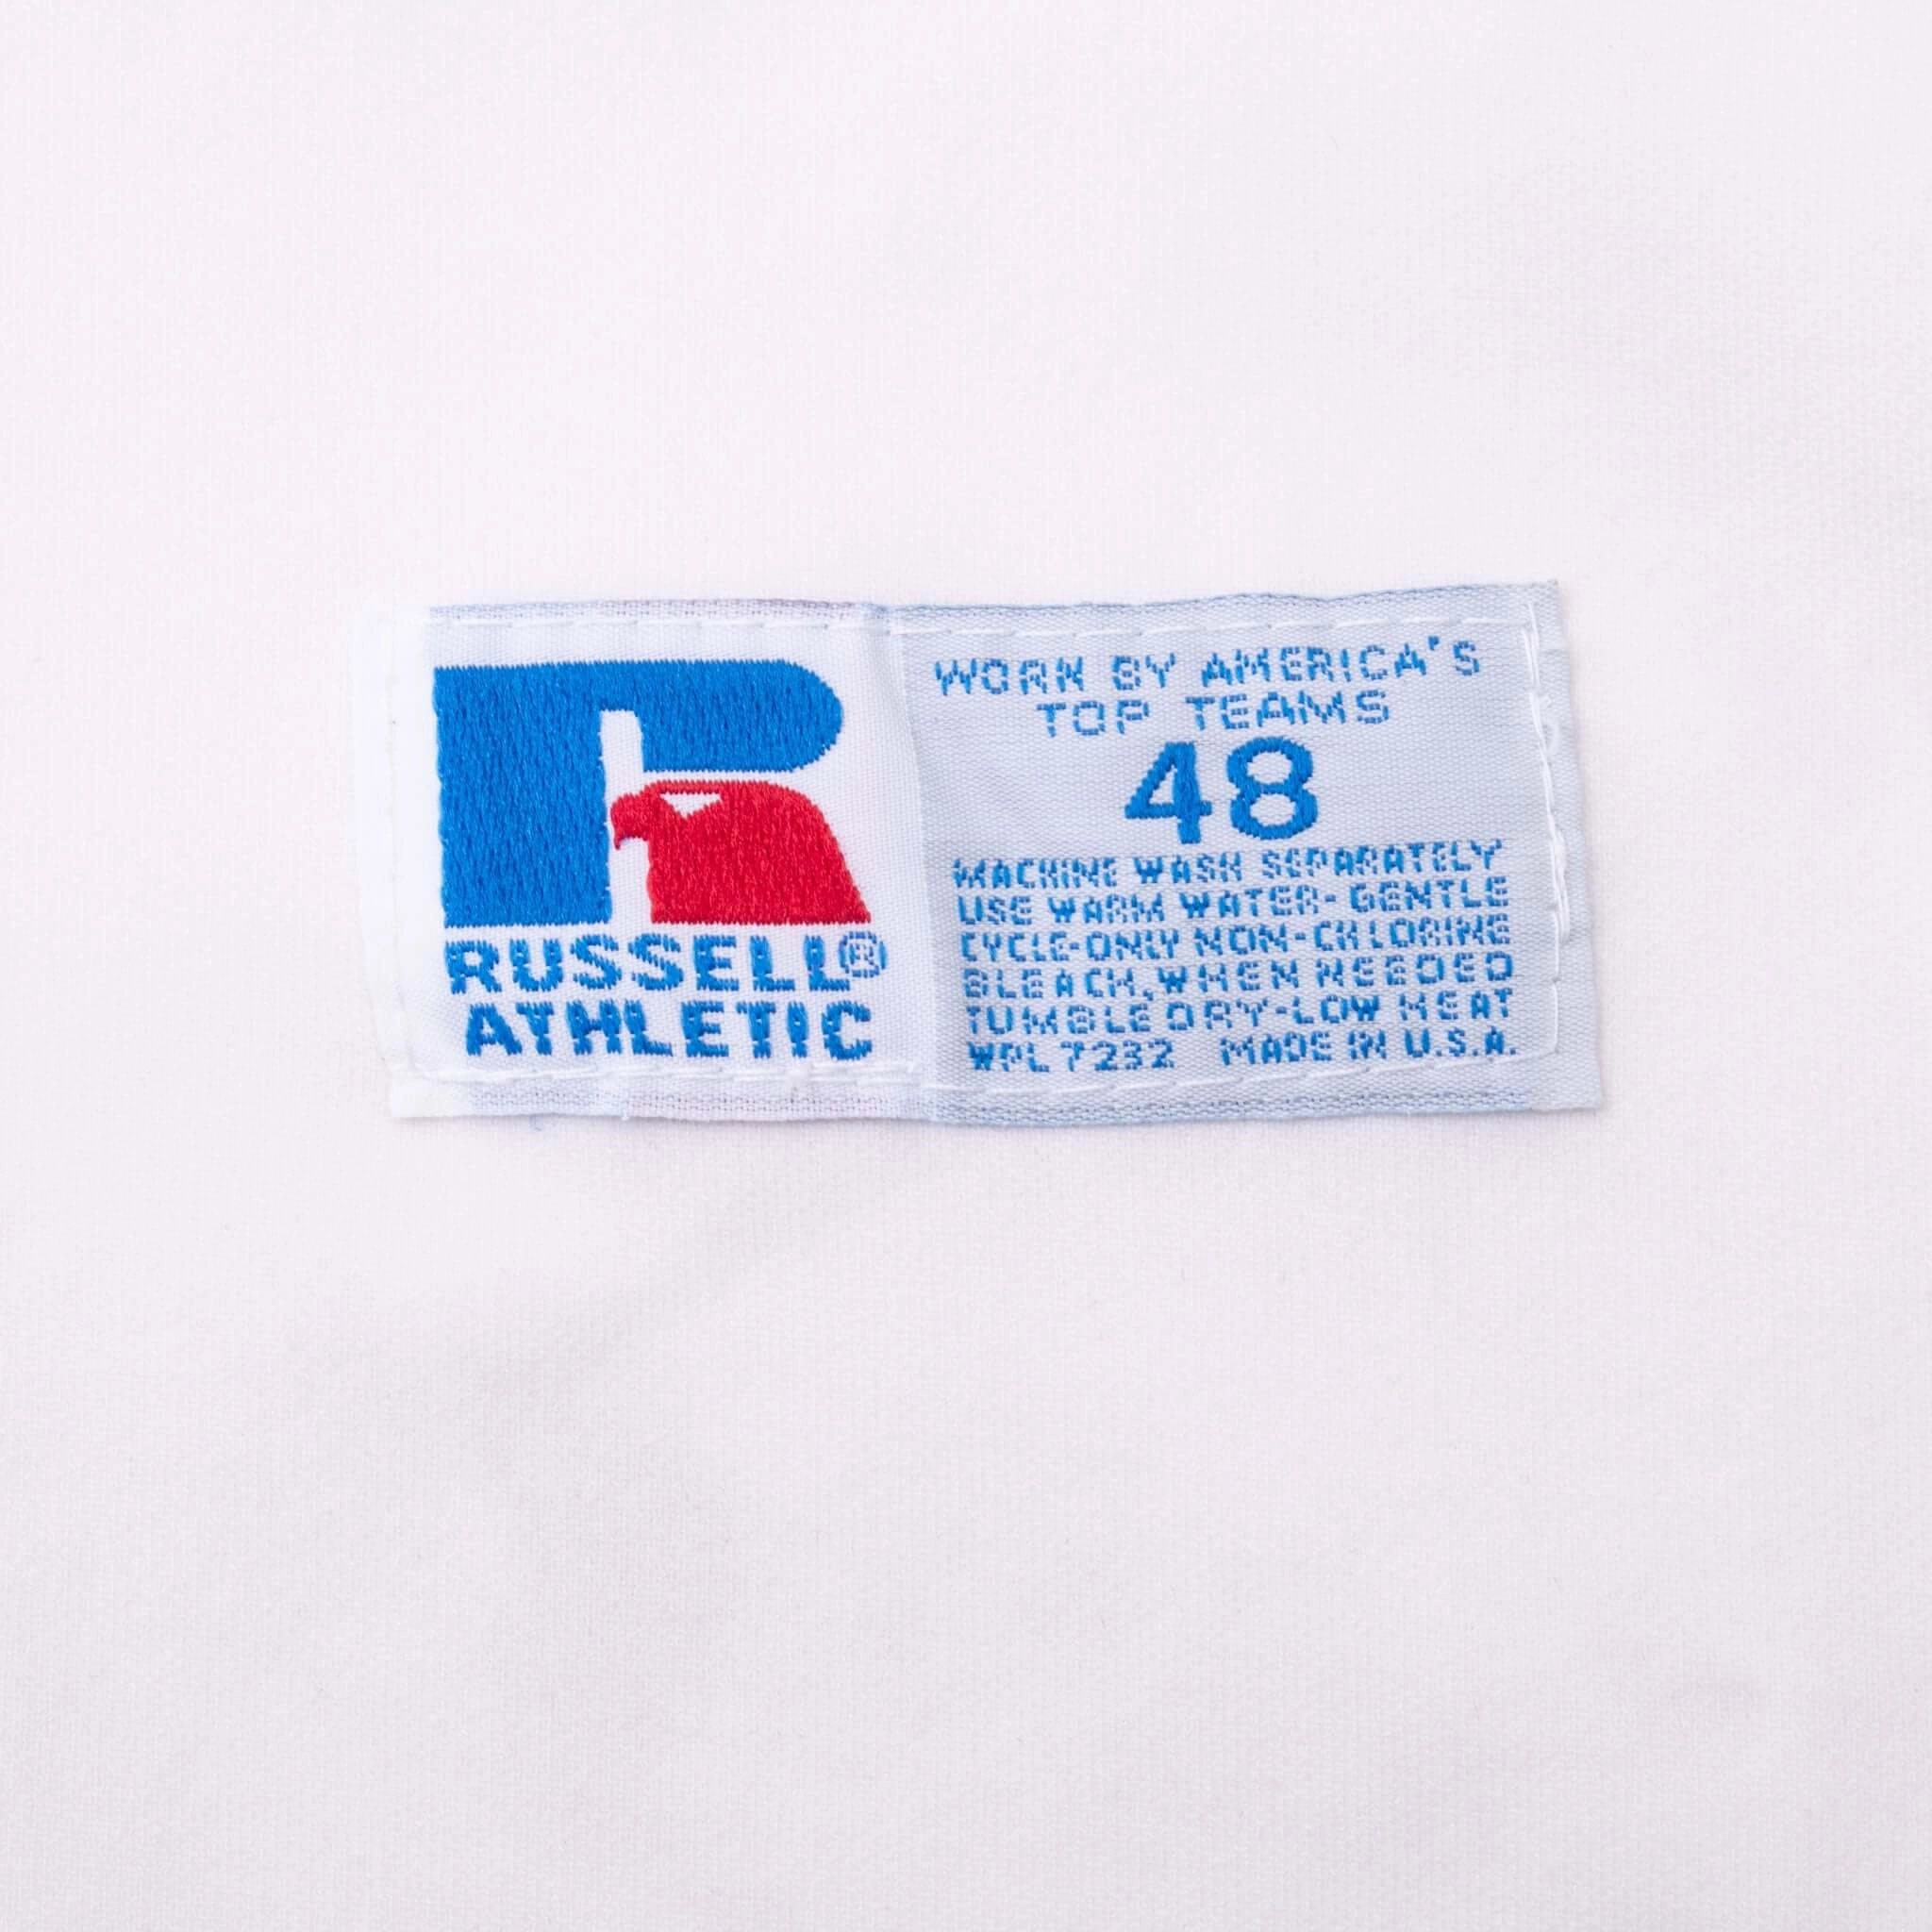 RUSSELL®
ATHLETIC
WORN BY AMERICA'S
TOP TEAMS
48
MACHINE WASH SEPARATELY
USE WARM WATER-GENTLE
CYCLE-ONLY NON-CHLORINE
BLEACH, WHEN NEEDED
TUMBLE DRY-LOW HEAT
WPL 7232 MADE IN U.S.A.